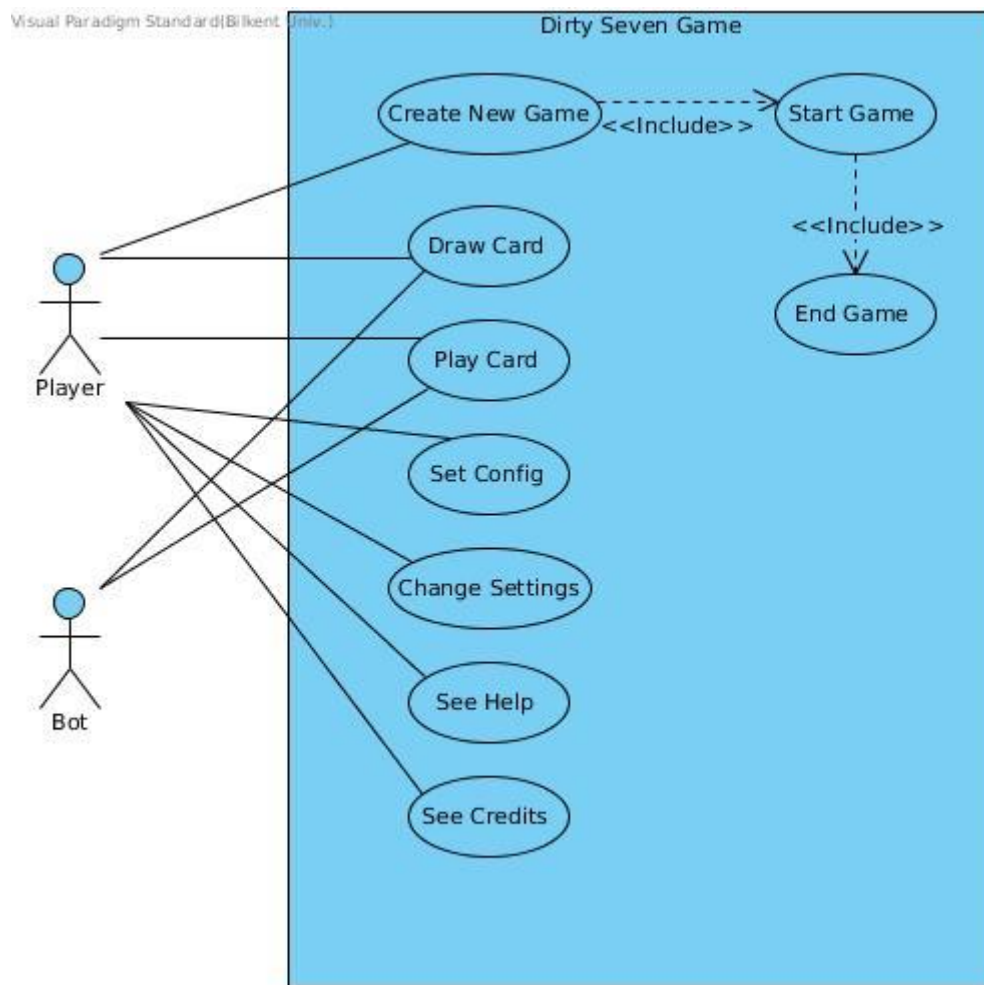 Visual Paradigm Standard(Bilkent Univ.)
Dirty Seven Game
Create New Game
<<Include>>
Start Game
<<Include>>
Draw Card
End Game
Play Card
Player
Set Config
Change Settings
Bot
See Help
See Credits